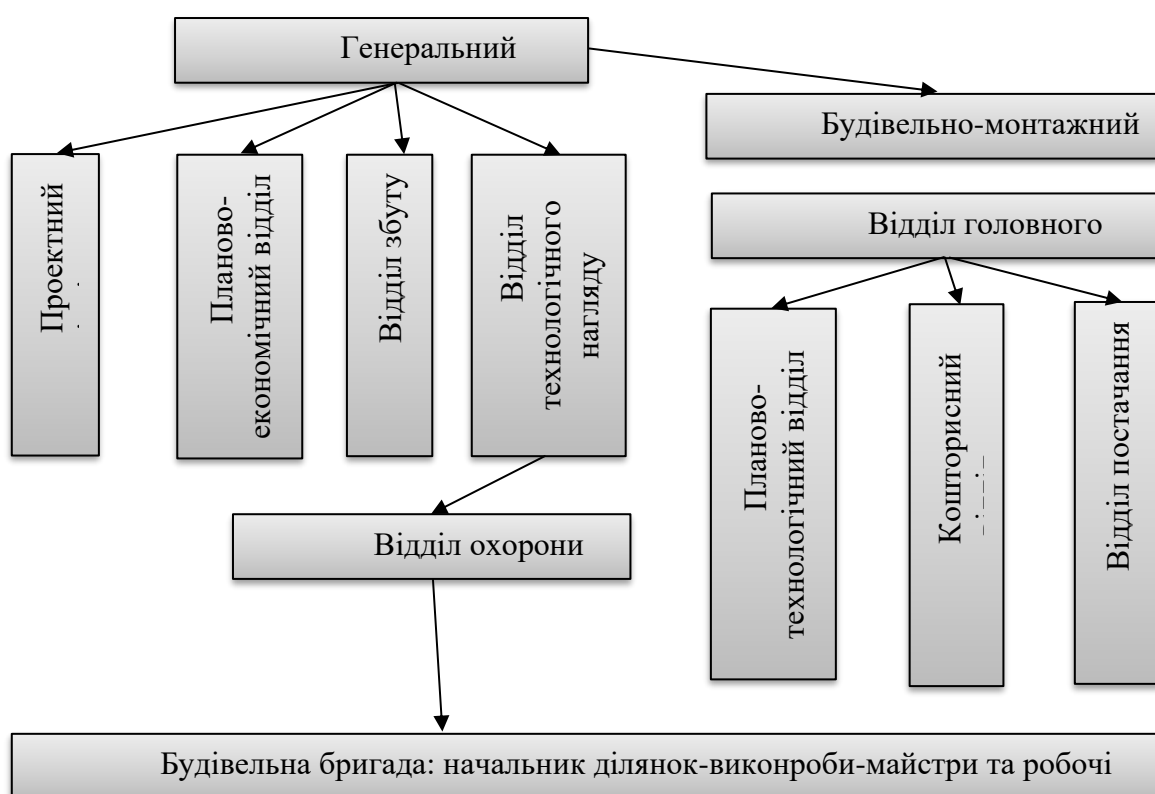 Генеральний
Будівельно-монтажний
Проектний
Планово-
економічний відділ
Відділ збуту
Відділ
технологічного
нагляду
Відділ головного
Планово-
технологічний відділ
Кошторисний
Відділ постачання
Відділ охорони
Будівельна бригада: начальник ділянок-виконроби-майстри та робочі